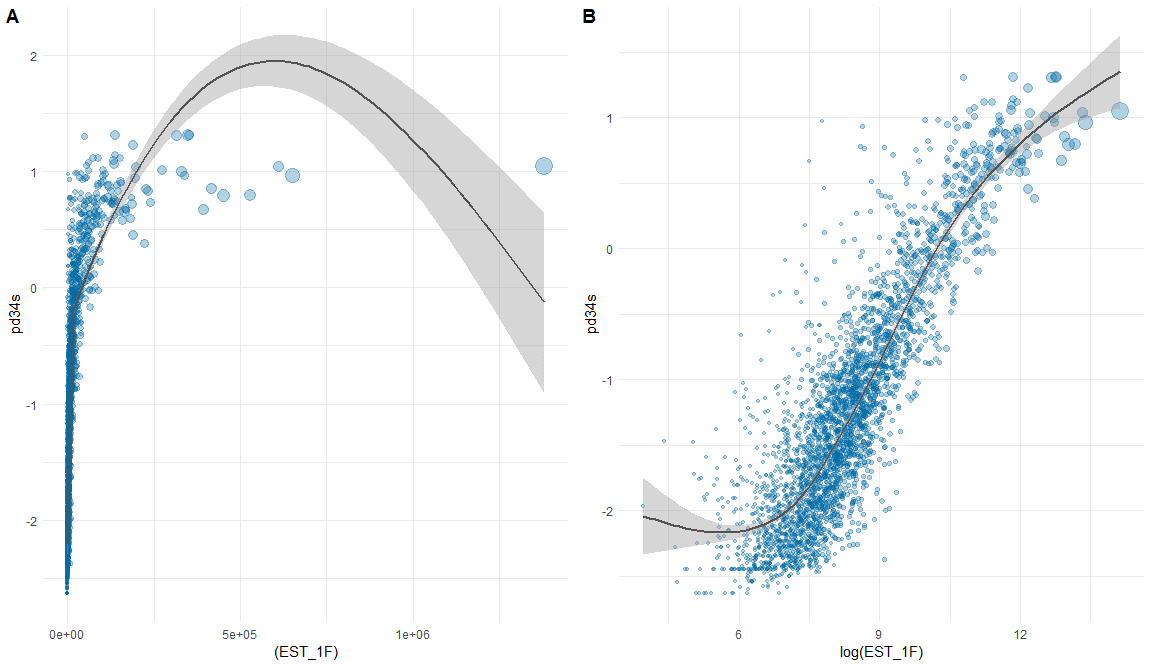 A
2
1
0
-1
-2
pd34s
0e+00
5e+05
1e+06
(EST_1F)
B
1
0
-1
-2
pd34s
6
9
12
log(EST_1F)